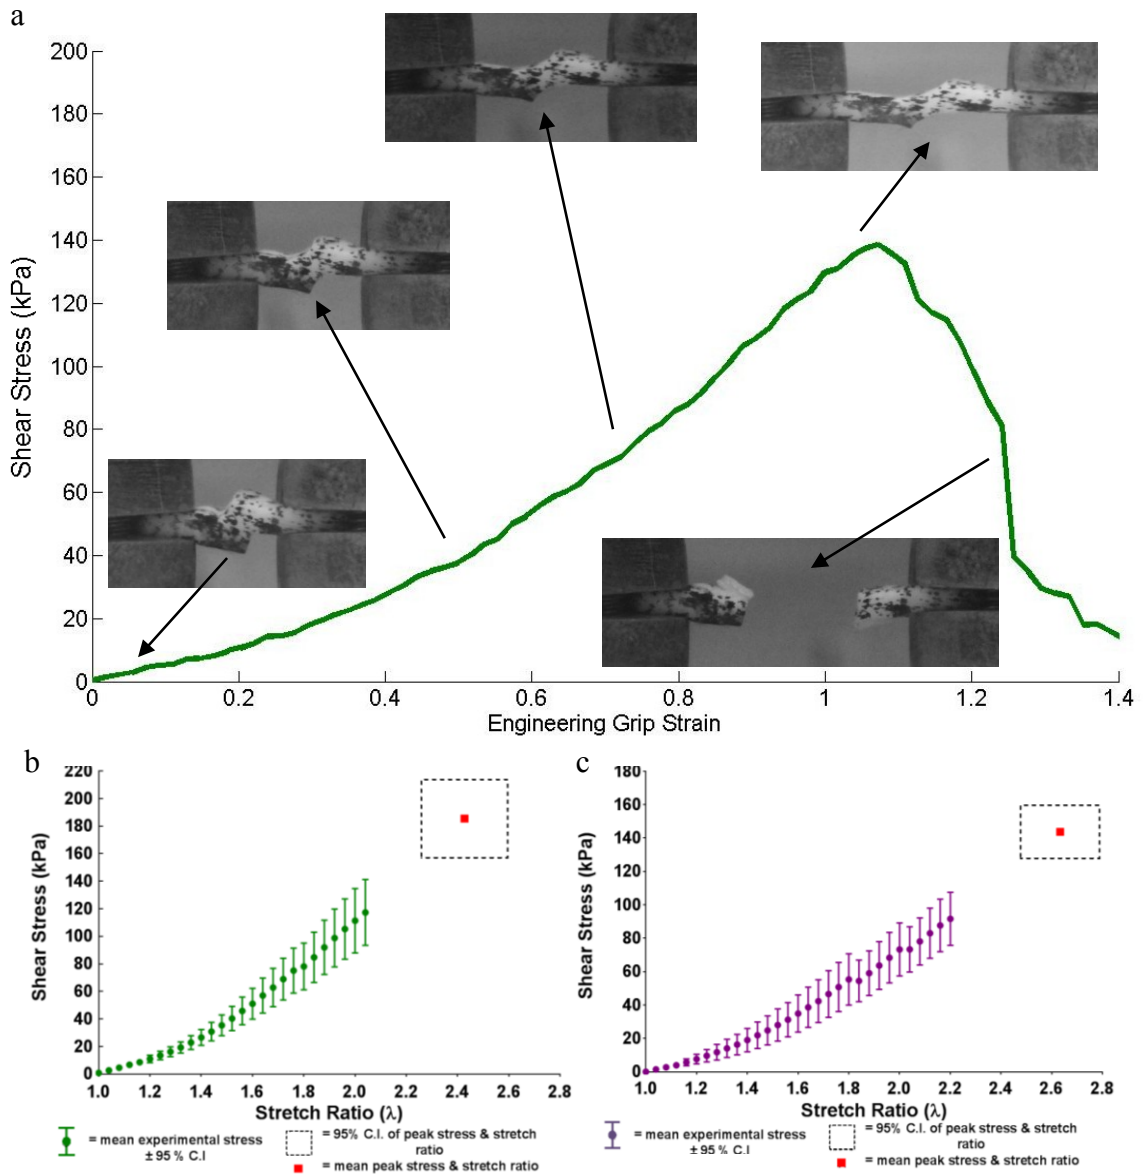 a
200
180
160
140
120
100
80
60
40
20
0
Shear Stress (kPa)
0 0.2 0.4 0.6 0.8 1 1.2 1.4
Engineering Grip Strain
b
220
200
180
160
140
120
100
80
60
40
20
0
Shear Stress (kPa)
1.0 1.2 1.4 1.6 1.8 2.0 2.2 2.4 2.6 2.8
Stretch Ratio (λ)
= mean experimental stress
± 95 % C.I
= 95% C.I. of peak stress & stretch
ratio
= mean peak stress & stretch ratio
c
180
160
140
120
100
80
60
40
20
0
Shear Stress (kPa)
1.0 1.2 1.4 1.6 1.8 2.0 2.2 2.4 2.6 2.8
Stretch Ratio (λ)
= mean experimental stress
± 95 % C.I
= 95% C.I. of peak stress & stretch
ratio
= mean peak stress & stretch ratio